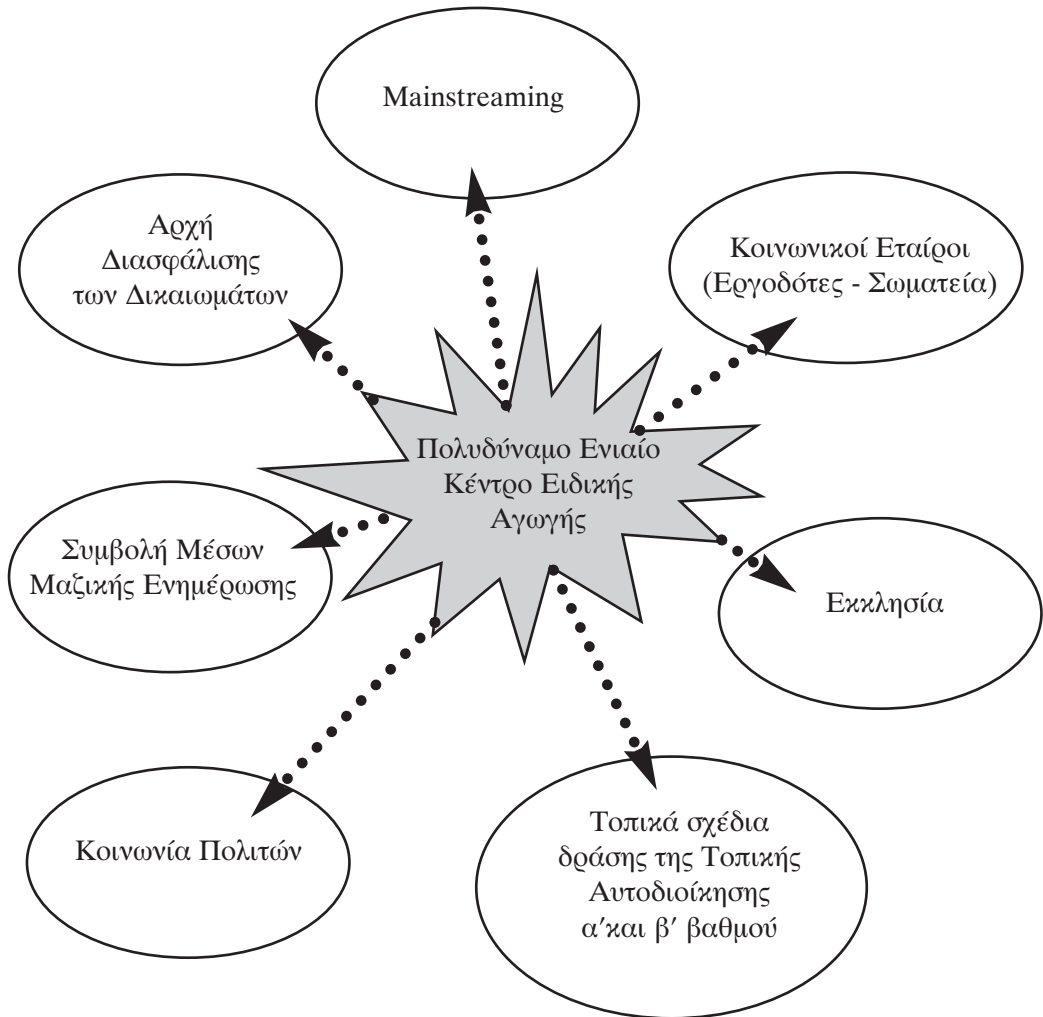 Mainstreaming
Αρχή
Διασφάλισης
των Δικαιωμάτων
Κοινωνικοί Εταίροι
(Εργοδότες - Σωματεία)
Πολυδύναμο Ενιαίο
Κέντρο Ειδικής
Αγωγής
Συμβολή Μέσων
Μαζικής Ενημέρωσης
Εκκλησία
Κοινωνία Πολιτών
Τοπικά σχέδια
δράσης της Τοπικής
Αυτοδιοίκησης
α′και β′ βαθμού